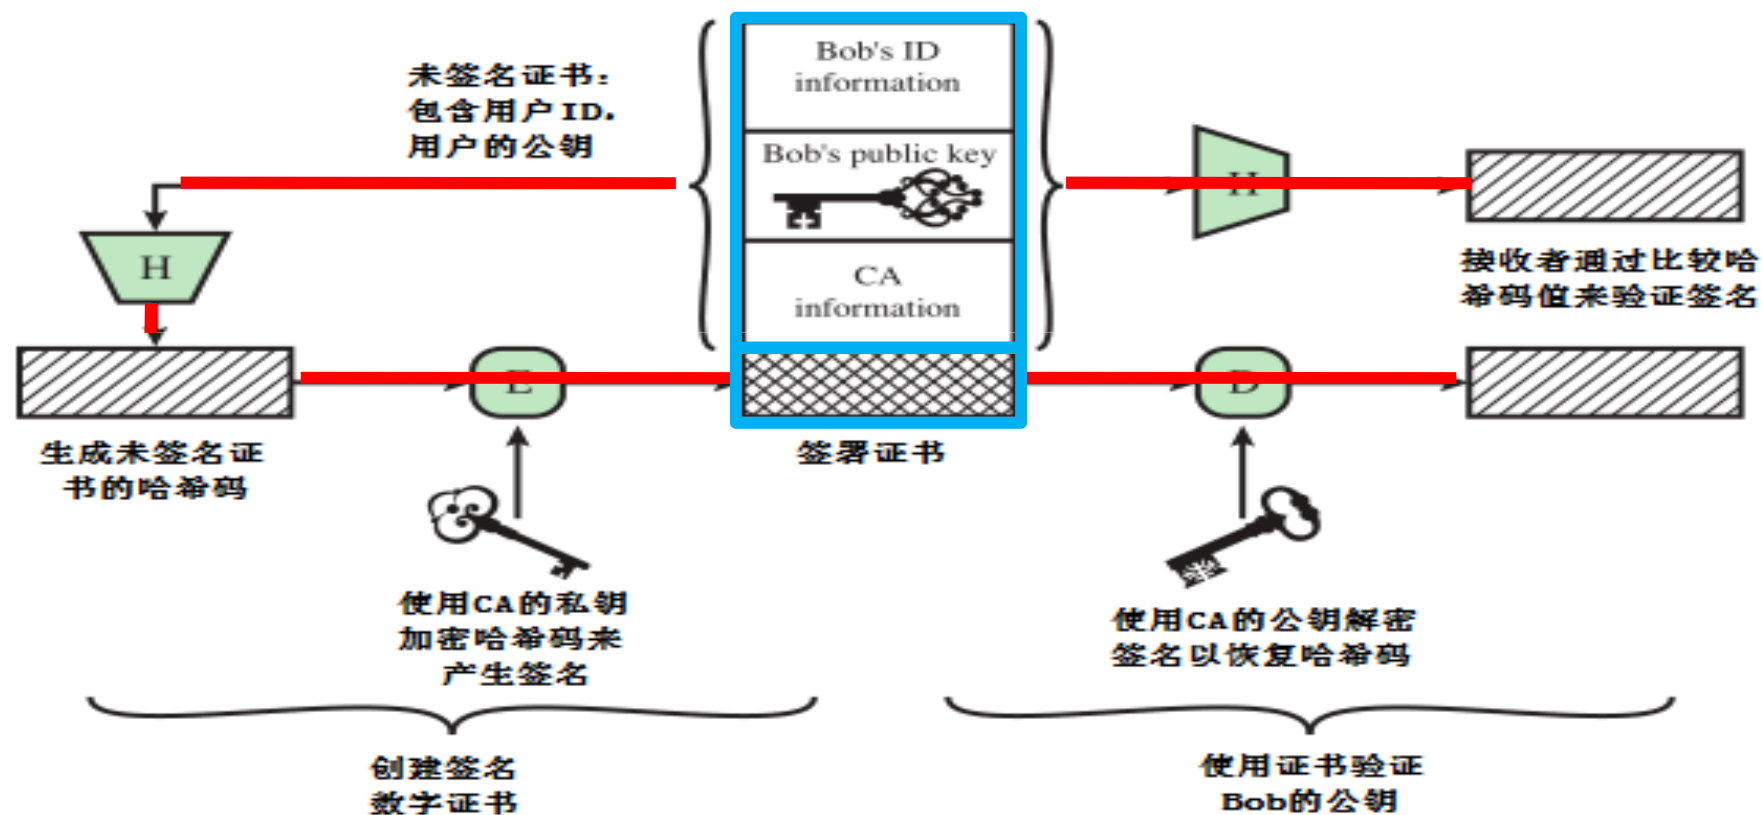 未签名证书:
包含用户ID.
用户的公钥
Bob's ID
information
Bob's public key
CA
information
H
H
接收者通过比较哈
希码值来验证签名
E
D
生成未签名证
书的哈希码
签署证书
使用CA的私钥
加密哈希码来
产生签名
使用CA的公钥解密
签名以恢复哈希码
创建签名
数字证书
使用证书验证
Bob的公钥